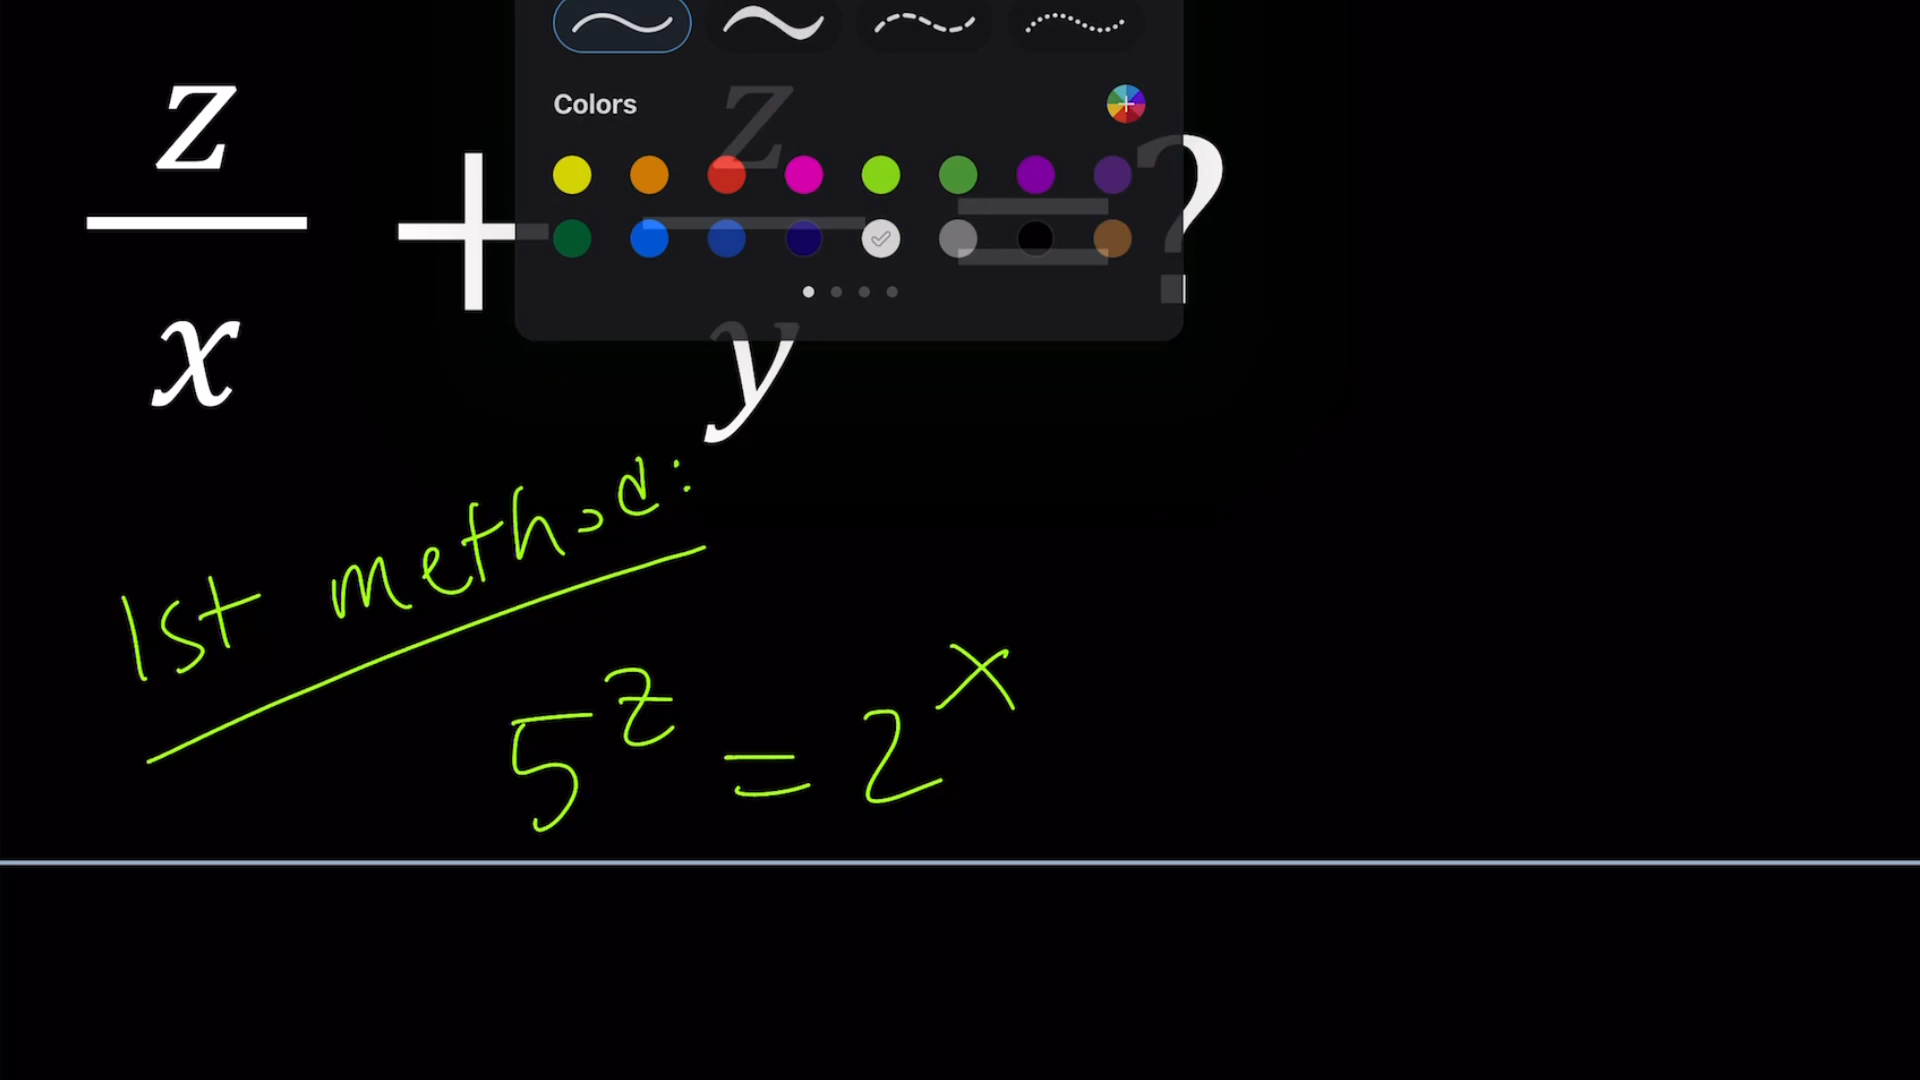 z/x + z/y = ?
Colors
1st method:
5^z = 2^x